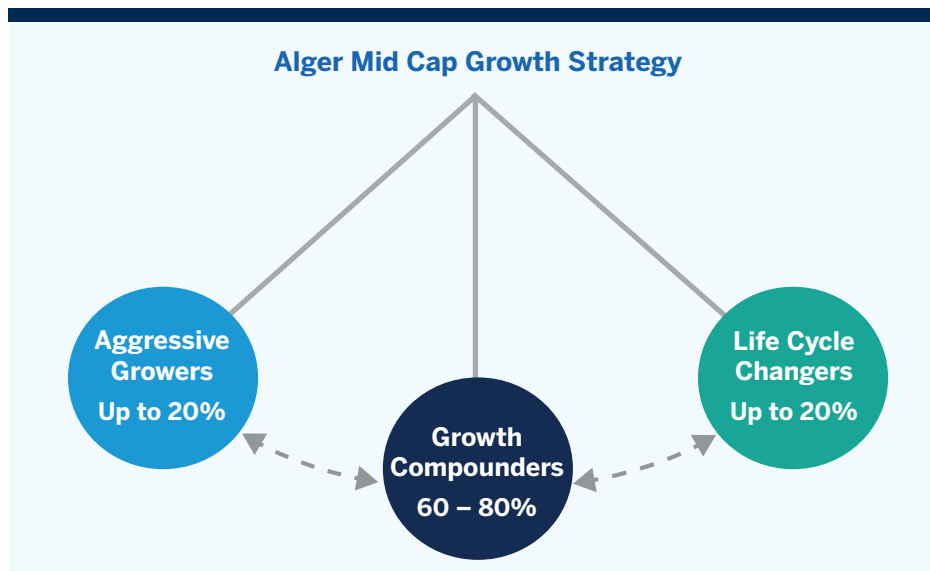 Alger Mid Cap Growth Strategy
Aggressive
Growers
Up to 20%
Growth
Compounders
60 – 80%
Life Cycle
Changers
Up to 20%